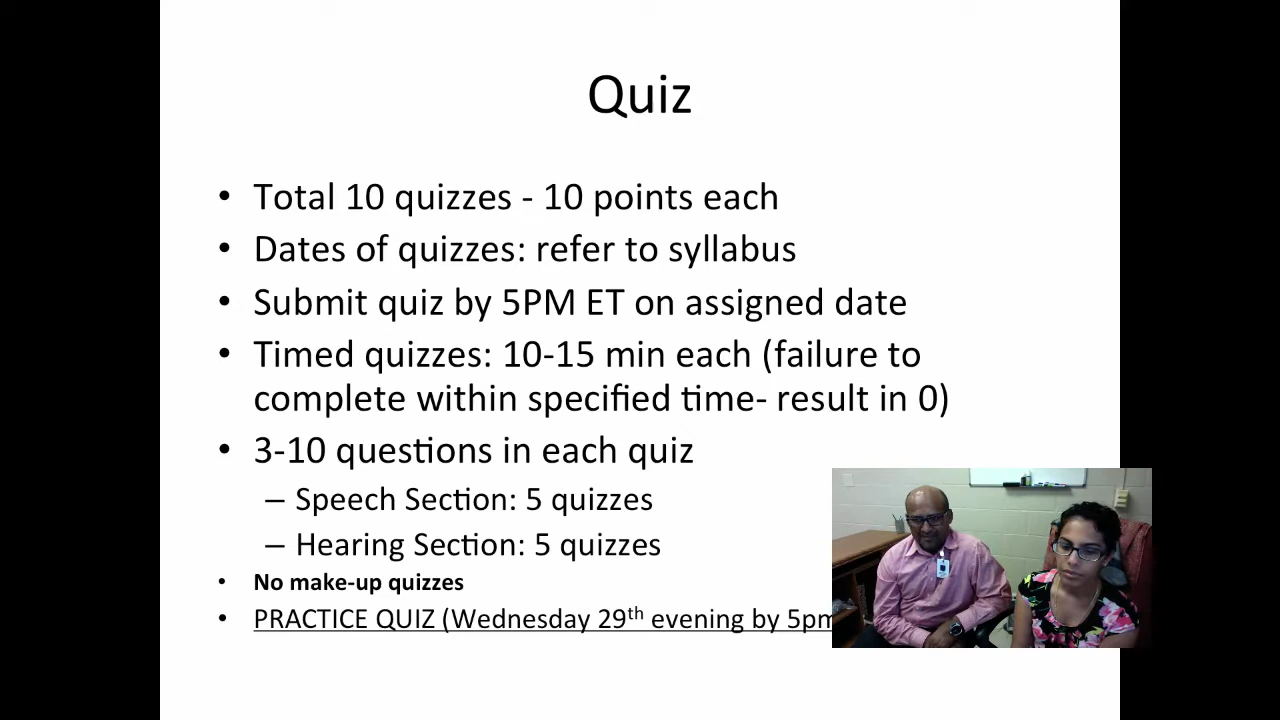 Quiz
• Total 10 quizzes - 10 points each
• Dates of quizzes: refer to syllabus
• Submit quiz by 5PM ET on assigned date
• Timed quizzes: 10-15 min each (failure to
complete within specified time- result in 0)
• 3-10 questions in each quiz
– Speech Section: 5 quizzes
– Hearing Section: 5 quizzes
• No make-up quizzes
• PRACTICE QUIZ (Wednesday 29th evening by 5pm